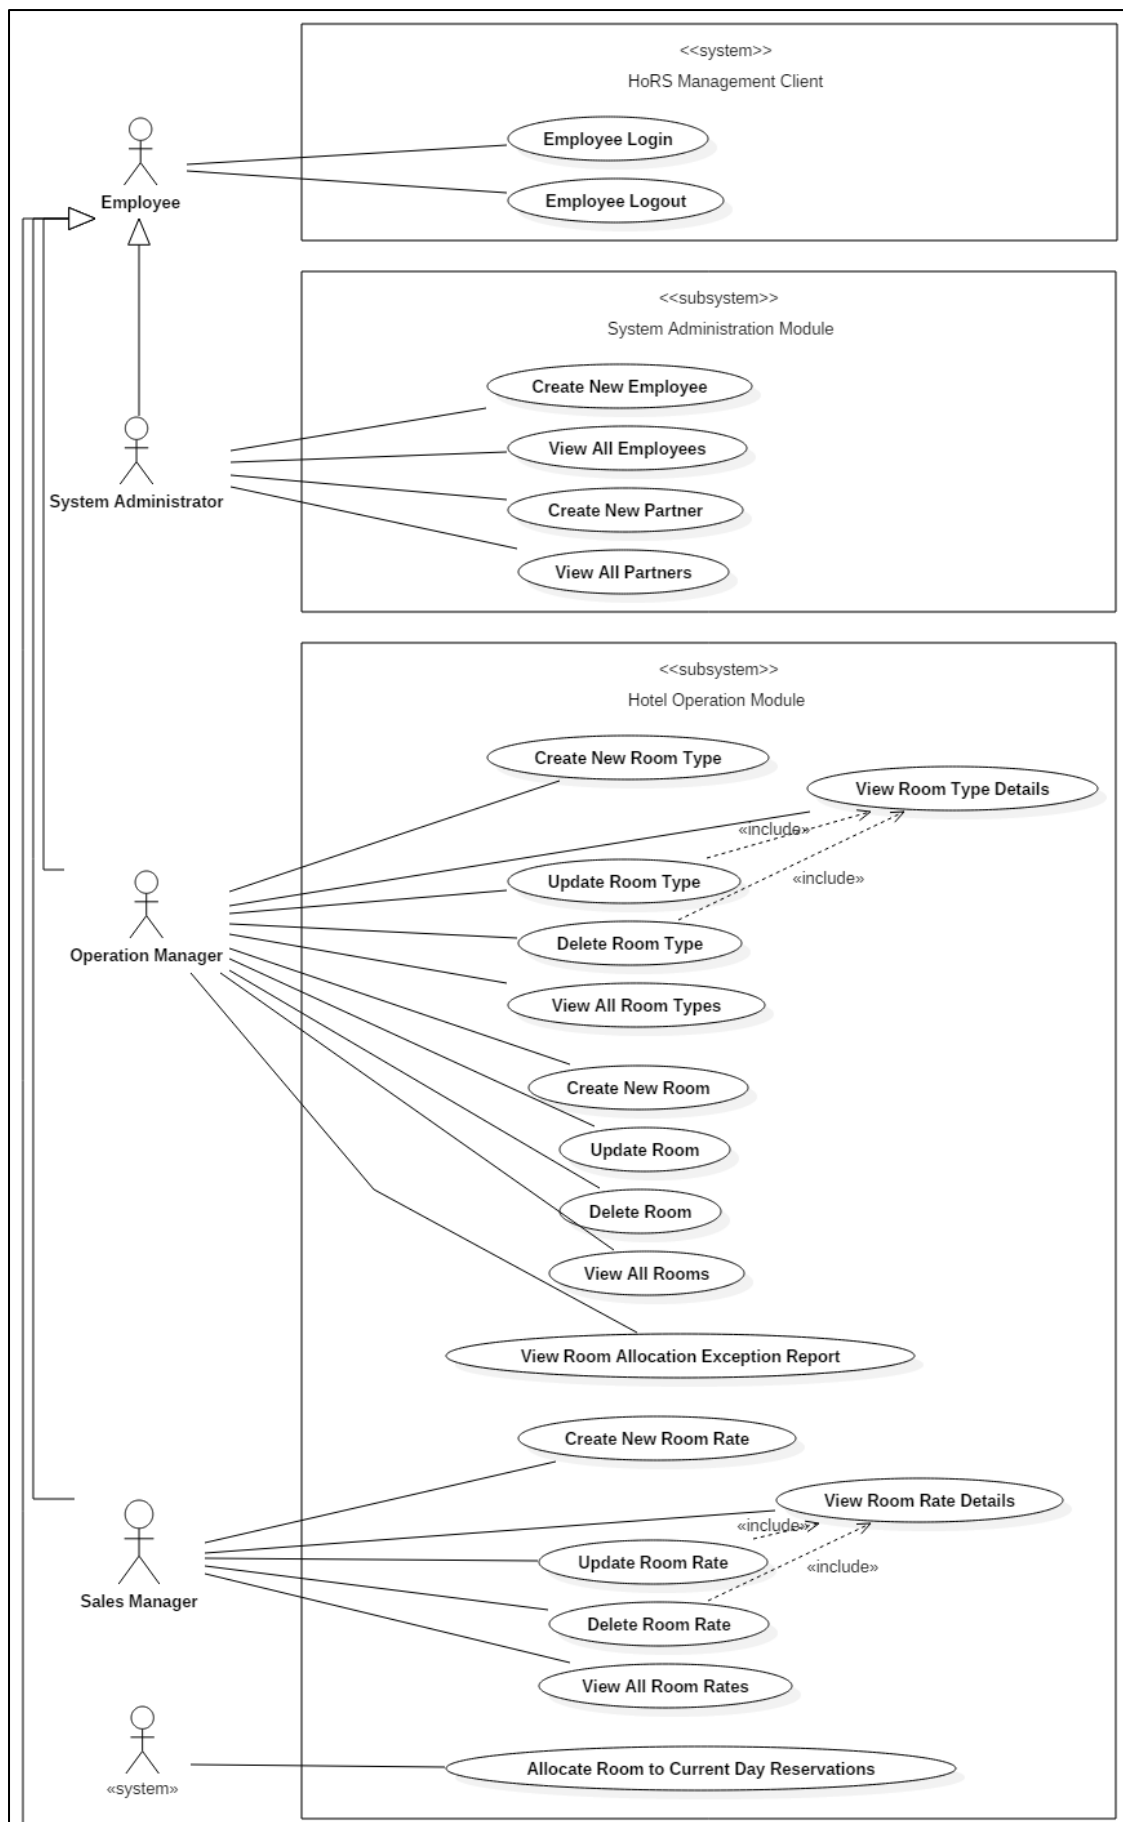 <<system>>
HoRS Management Client
Employee Login
Employee Logout
Employee
<<subsystem>>
System Administration Module
Create New Employee
View All Employees
Create New Partner
View All Partners
System Administrator
<<subsystem>>
Hotel Operation Module
Create New Room Type
View Room Type Details
«include»
Update Room Type
«include»
Delete Room Type
Operation Manager
View All Room Types
Create New Room
Update Room
Delete Room
View All Rooms
View Room Allocation Exception Report
Create New Room Rate
View Room Rate Details
«include»
Update Room Rate
«include»
Sales Manager
Delete Room Rate
View All Room Rates
Allocate Room to Current Day Reservations
«system»